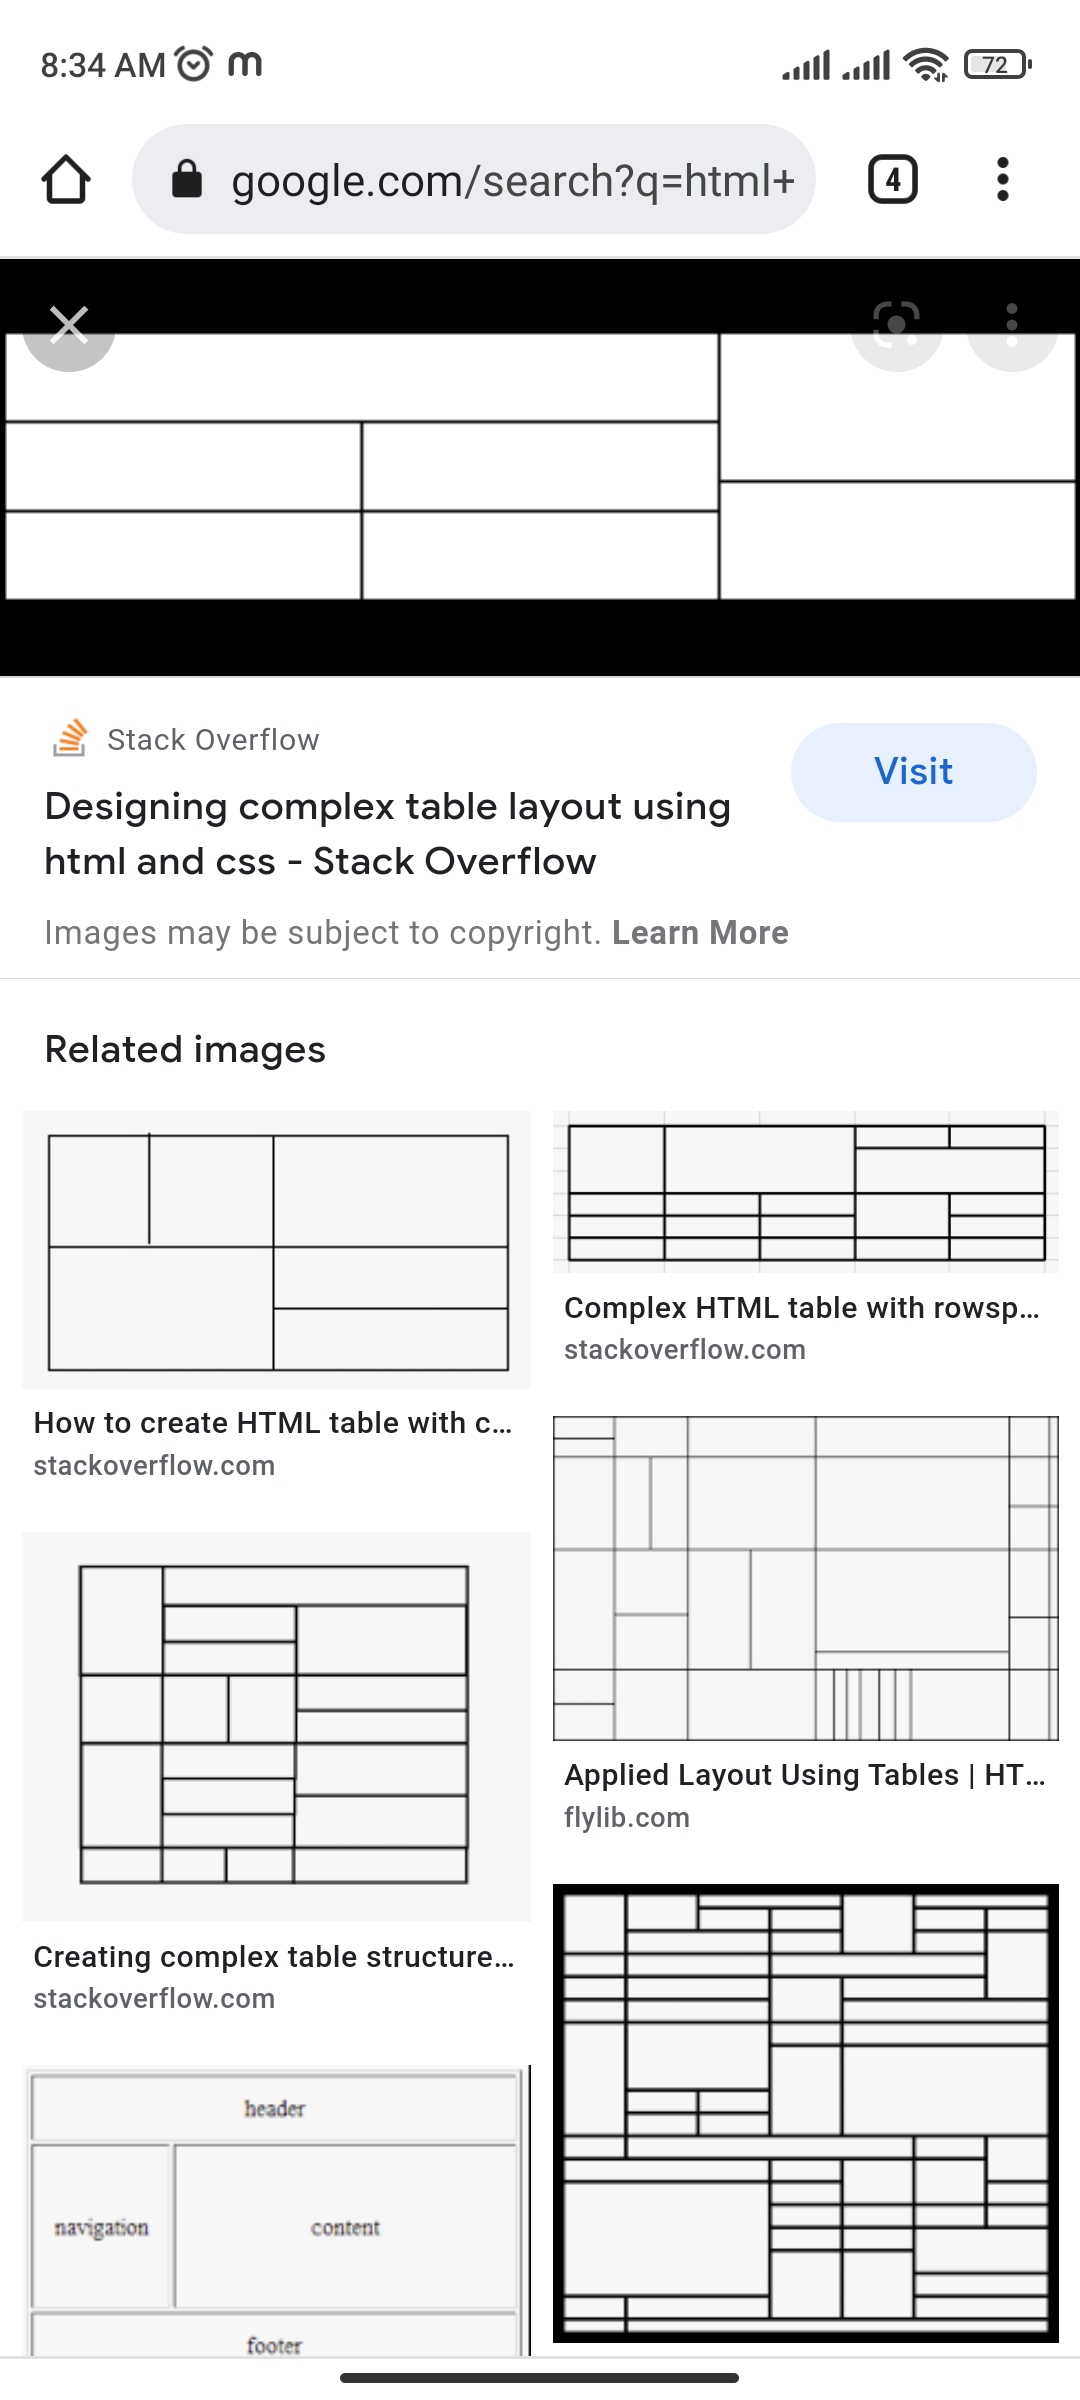 8:34 AM
72
google.com/search?q=html+
4
Stack Overflow
Designing complex table layout using
html and css - Stack Overflow
Visit
Images may be subject to copyright. Learn More
Related images
How to create HTML table with c...
stackoverflow.com
Complex HTML table with rowsp...
stackoverflow.com
Applied Layout Using Tables | HT...
flylib.com
Creating complex table structure...
stackoverflow.com
header
navigation
content
footer